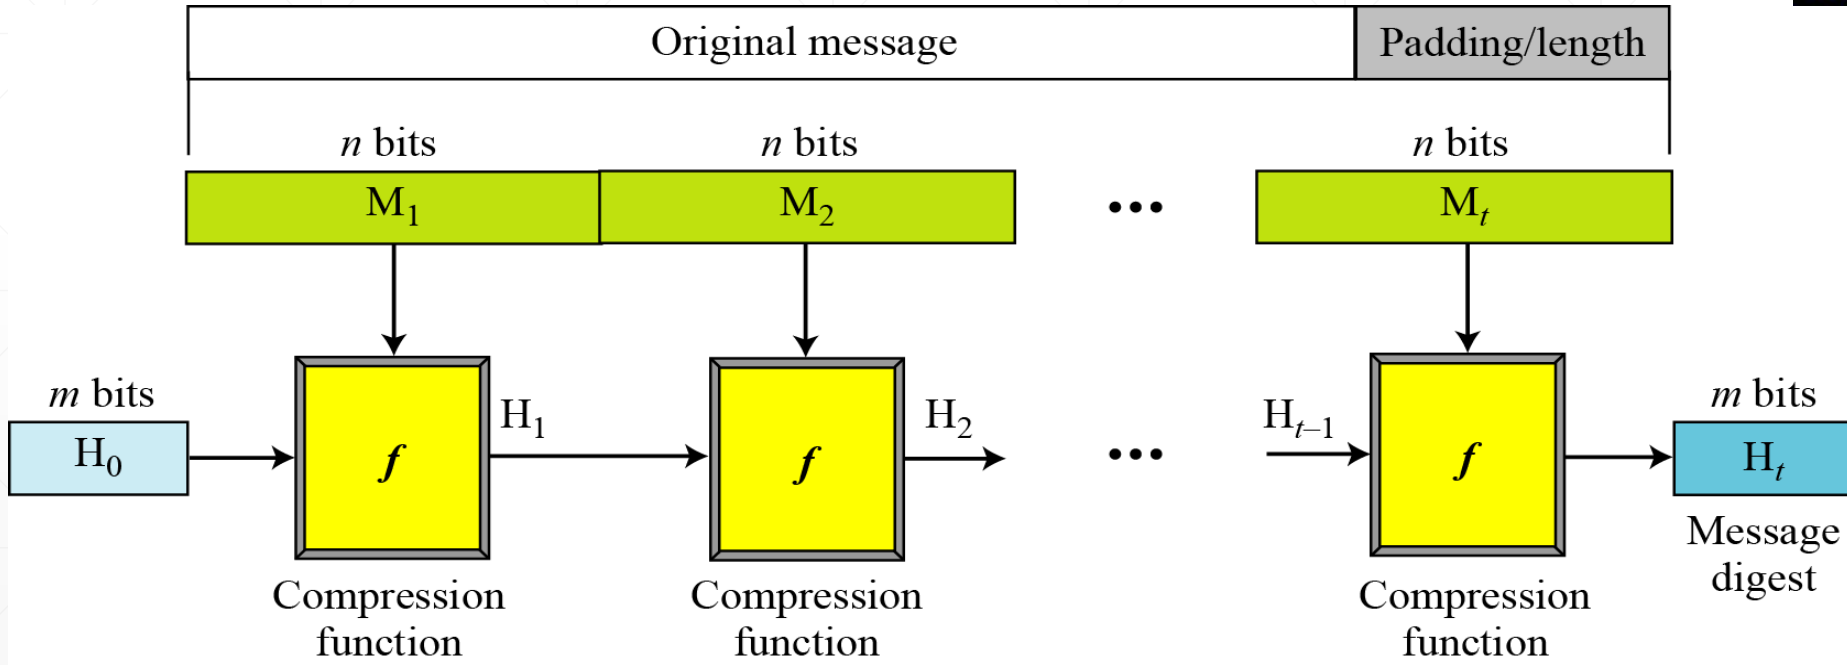 Original message Padding/length
n bits n bits n bits
M₁ M₂ ••• Mₜ
m bits H₁ H₂ Hₜ₋₁ m bits
H₀ f f ••• f Hₜ
Compression function Compression function Compression function Message digest